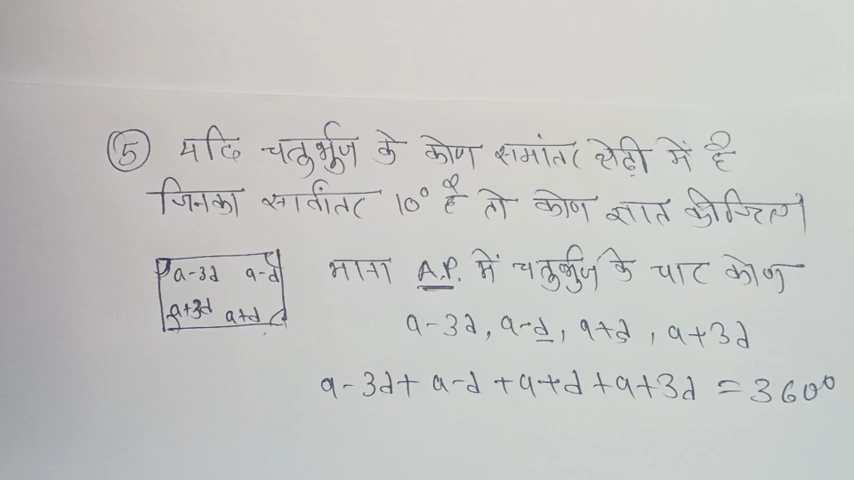 ⑤ यदि चतुर्भुज के कोण समांतर श्रेढ़ी में है
जिनका सार्वांतर 10° है तो कोण ज्ञात कीजिए
a-3d a-d
a+3d a+d
माना A.P. में चतुर्भुज के चार कोण
a-3d, a-d, a+d, a+3d
a-3d+a-d+a+d+a+3d=360°